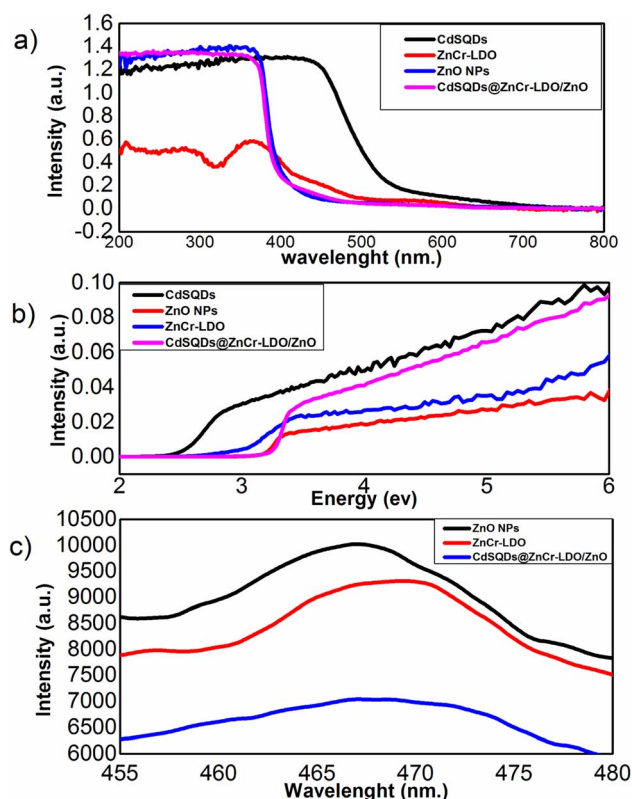 a)
Intensity (a.u.)
1.6
1.4
1.2
1.0
0.8
0.6
0.4
0.2
0.0
-0.2
CdSQDs
ZnCr-LDO
ZnO NPs
CdSQDs@ZnCr-LDO/ZnO
200 300 400 500 600 700 800
wavelenght (nm.)
b)
Intensity (a.u.)
0.10
0.08
0.06
0.04
0.02
0.00
CdSQDs
ZnO NPs
ZnCr-LDO
CdSQDs@ZnCr-LDO/ZnO
2 3 4 5 6
Energy (ev)
c)
Intensity (a.u.)
10500
10000
9500
9000
8500
8000
7500
7000
6500
6000
ZnO NPs
ZnCr-LDO
CdSQDs@ZnCr-LDO/ZnO
455 460 465 470 475 480
Wavelenght (nm.)